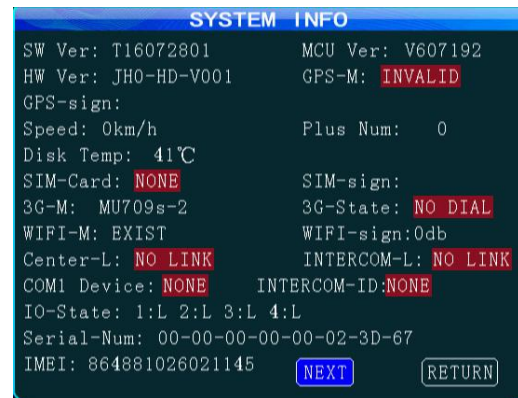 SYSTEM INFO
SW Ver: T16072801 MCU Ver: V607192
HW Ver: JH0-HD-V001 GPS-M: INVALID
GPS-sign:
Speed: 0km/h Plus Num: 0
Disk Temp: 41℃
SIM-Card: NONE SIM-sign:
3G-M: MU709s-2 3G-State: NO DIAL
WIFI-M: EXIST WIFI-sign:0db
Center-L: NO LINK INTERCOM-L: NO LINK
COM1 Device: NONE INTERCOM-ID:NONE
IO-State: 1:L 2:L 3:L 4:L
Serial-Num: 00-00-00-00-00-02-3D-67
IMEI: 864881026021145 NEXT RETURN